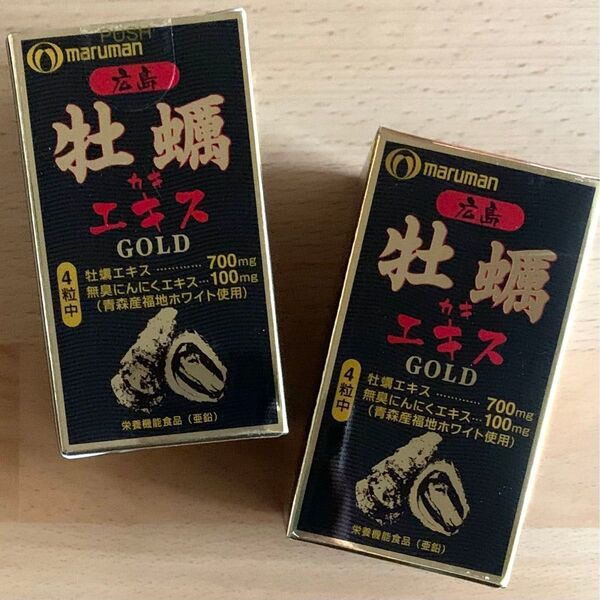 PUSH
maruman
広島
牡蠣
カキ
エキス
GOLD
4粒中
牡蠣エキス…………700mg
無臭にんにくエキス…100mg
(青森産福地ホワイト使用)
栄養機能食品(亜鉛)
maruman
広島
牡蠣
カキ
エキス
GOLD
4粒中
牡蠣エキス…………700mg
無臭にんにくエキス…100mg
(青森産福地ホワイト使用)
栄養機能食品(亜鉛)